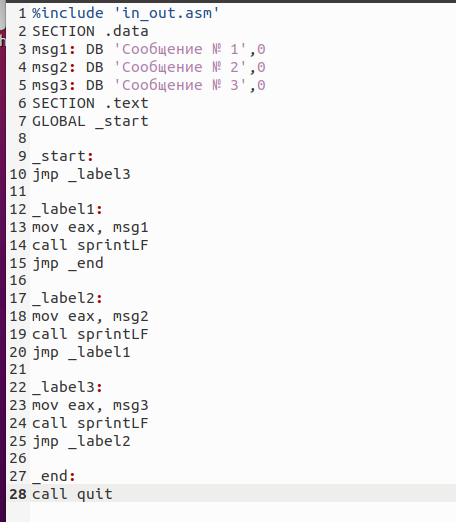 1 %include 'in_out.asm'
2 SECTION .data
3 msg1: DB 'Сообщение № 1',0
4 msg2: DB 'Сообщение № 2',0
5 msg3: DB 'Сообщение № 3',0
6 SECTION .text
7 GLOBAL _start
8
9 _start:
10 jmp _label3
11
12 _label1:
13 mov eax, msg1
14 call sprintLF
15 jmp _end
16
17 _label2:
18 mov eax, msg2
19 call sprintLF
20 jmp _label1
21
22 _label3:
23 mov eax, msg3
24 call sprintLF
25 jmp _label2
26
27 _end:
28 call quit